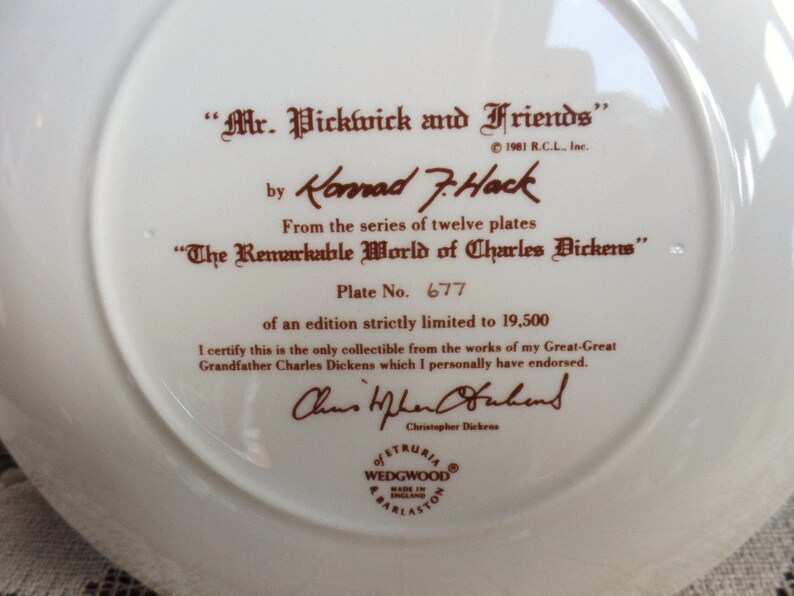 "Mr. Pickwick and Friends"
© 1981 R.C.L., Inc.
by Konrad F. Hack
From the series of twelve plates
"The Remarkable World of Charles Dickens"
Plate No. 677
of an edition strictly limited to 19,500
I certify this is the only collectible from the works of my Great-Great
Grandfather Charles Dickens which I personally have endorsed.
Christopher Dickens
Christopher Dickens
of ETRURIA
WEDGWOOD®
MADE IN
ENGLAND
& BARLASTON